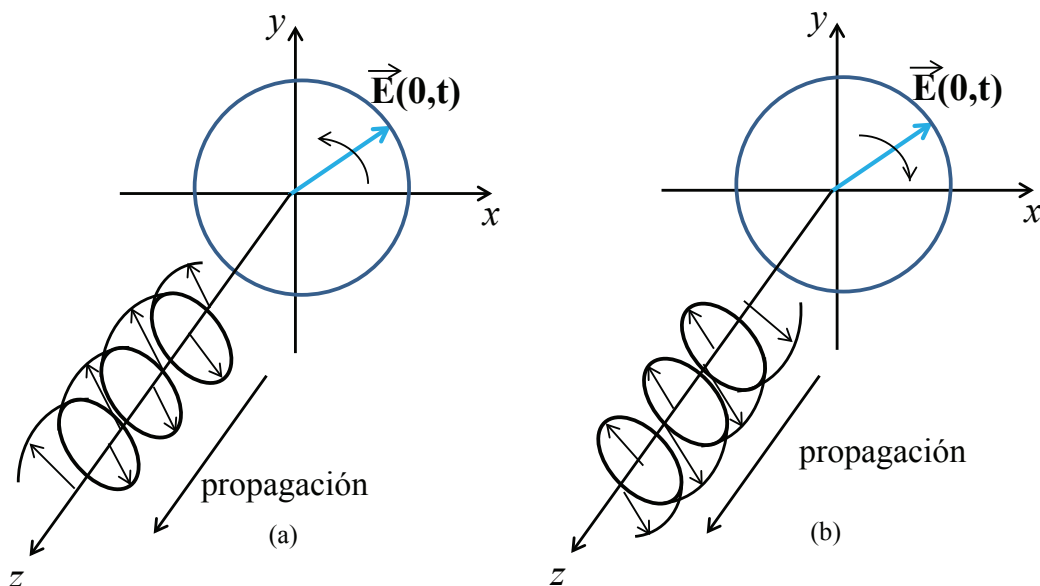 y
E(0,t)
x
propagación
(a)
z
y
E(0,t)
x
propagación
(b)
z